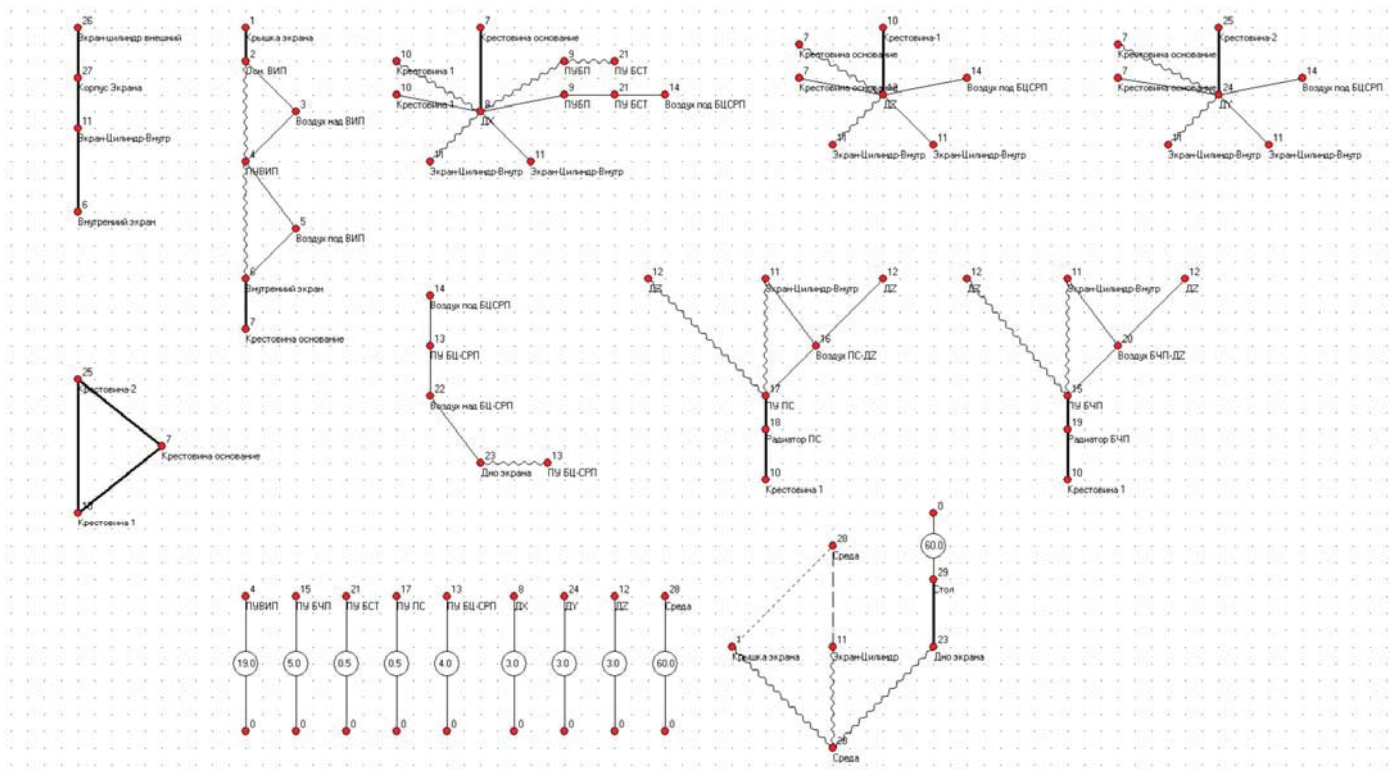 26
Экран-цилиндр внешний
27
Корпус Экрана
11
Экран-Цилиндр-Внутр
6
Внутренний экран
1
Крышка экрана
2
ВИП
3
Воздух над ВИП
4
ПУВИП
5
Воздух под ВИП
6
Внутренний экран
7
Крестовина основание
7
Крестовина основание
10
Крестовина 1
10
Крестовина 1
8
ДХ
9
ПУБП
21
ПУ БСТ
9
ПУБП
21
ПУ БСТ
14
Воздух под БЦСРП
11
Экран-Цилиндр-Внутр
11
Экран-Цилиндр-Внутр
10
Крестовина-1
7
Крестовина основание
7
Крестовина основание
12
ДZ
14
Воздух под БЦСРП
11
Экран-Цилиндр-Внутр
11
Экран-Цилиндр-Внутр
25
Крестовина-2
7
Крестовина основание
7
Крестовина основание
24
ДY
14
Воздух под БЦСРП
11
Экран-Цилиндр-Внутр
11
Экран-Цилиндр-Внутр
14
Воздух под БЦСРП
13
ПУ БЦ-СРП
22
Воздух над БЦ-СРП
23
Дно экрана
13
ПУ БЦ-СРП
12
ДZ
11
Экран-Цилиндр-Внутр
12
ДZ
16
Воздух ПС-ДZ
17
ПУ ПС
18
Радиатор ПС
10
Крестовина 1
12
ДZ
11
Экран-Цилиндр-Внутр
12
ДZ
20
Воздух БЧП-ДZ
15
ПУ БЧП
19
Радиатор БЧП
10
Крестовина 1
25
Крестовина-2
7
Крестовина основание
10
Крестовина 1
4
ПУВИП
19.0
0
15
ПУ БЧП
5.0
0
21
ПУ БСТ
0.5
0
17
ПУ ПС
0.5
0
13
ПУ БЦ-СРП
4.0
0
8
ДХ
3.0
0
24
ДY
3.0
0
12
ДZ
3.0
0
28
Среда
60.0
0
28
Среда
1
Крышка экрана
11
Экран-Цилиндр
0
60.0
29
Стол
23
Дно экрана
28
Среда